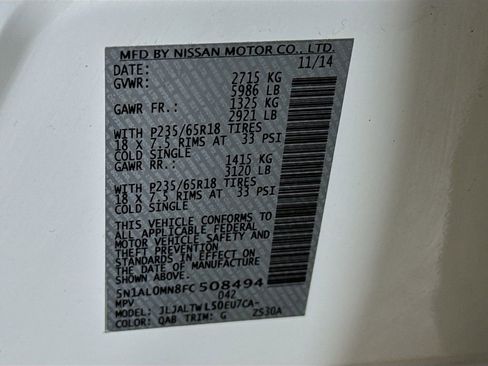 MFD BY NISSAN MOTOR CO., LTD.
DATE: 11/14
GVWR: 2715 KG
5986 LB
GAWR FR.: 1325 KG
2921 LB
WITH P235/65R18 TIRES
18 X 7.5 RIMS AT 33 PSI
COLD SINGLE
GAWR RR.: 1415 KG
3120 LB
WITH P235/65R18 TIRES
18 X 7.5 RIMS AT 33 PSI
COLD SINGLE
THIS VEHICLE CONFORMS TO
ALL APPLICABLE FEDERAL
MOTOR VEHICLE SAFETY AND
THEFT PREVENTION
STANDARDS IN EFFECT ON
THE DATE OF MANUFACTURE
SHOWN ABOVE
5N1AL0MN8FC508494
MPV 042
MODEL: JLJALTWL50EU7CA-
COLOR: QAB TRIM: G ZS30A